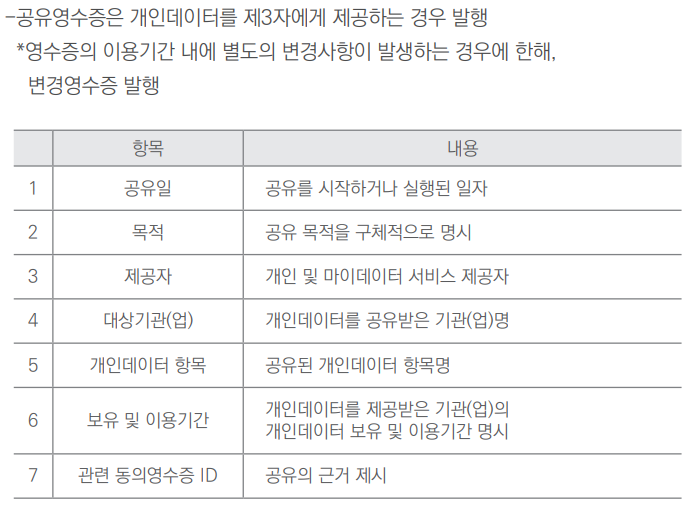 -공유영수증은 개인데이터를 제3자에게 제공하는 경우 발행
*영수증의 이용기간 내에 별도의 변경사항이 발생하는 경우에 한해,
변경영수증 발행
항목 내용
1 공유일 공유를 시작하거나 실행된 일자
2 목적 공유 목적을 구체적으로 명시
3 제공자 개인 및 마이데이터 서비스 제공자
4 대상기관(업) 개인데이터를 공유받은 기관(업)명
5 개인데이터 항목 공유된 개인데이터 항목명
6 보유 및 이용기간 개인데이터를 제공받은 기관(업)의
개인데이터 보유 및 이용기간 명시
7 관련 동의영수증 ID 공유의 근거 제시